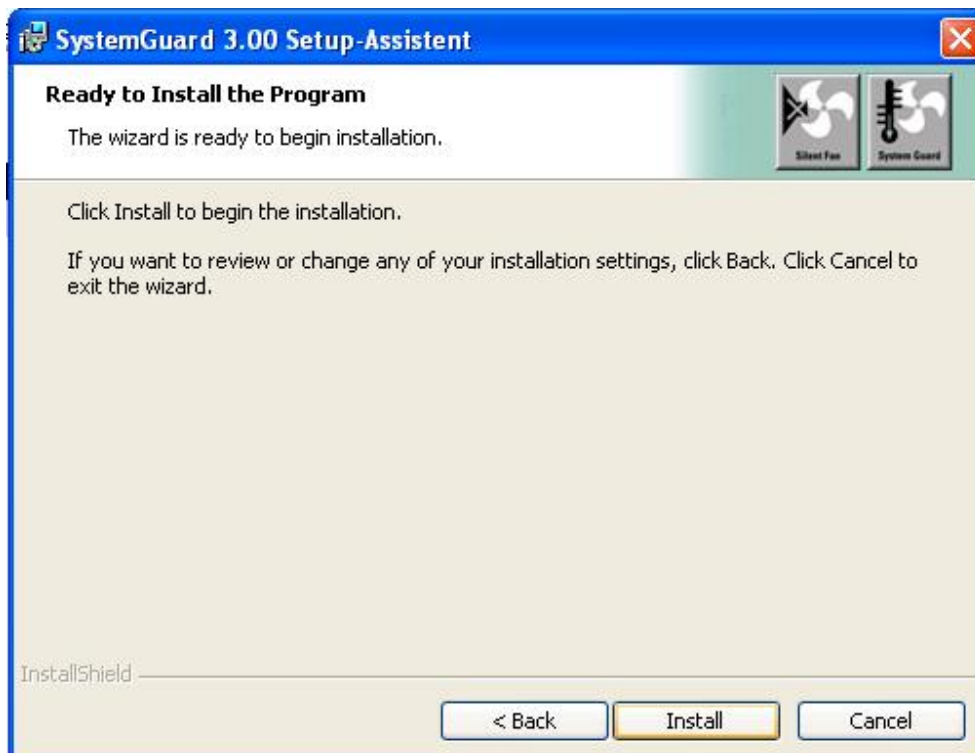 SystemGuard 3.00 Setup-Assistent
Ready to Install the Program
The wizard is ready to begin installation.
Silent Fan
System Guard
Click Install to begin the installation.
If you want to review or change any of your installation settings, click Back. Click Cancel to
exit the wizard.
InstallShield
< Back
Install
Cancel